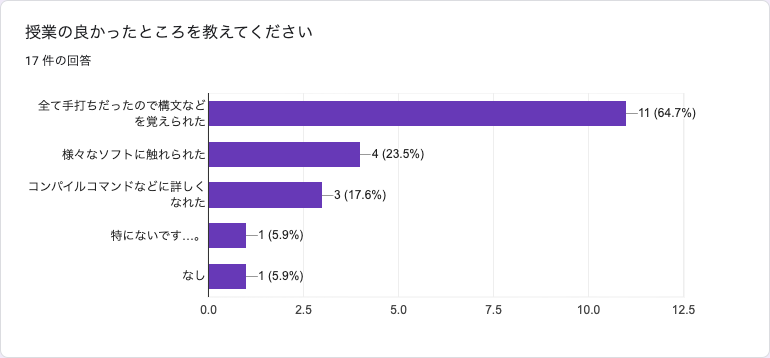 授業の良かったところを教えてください
17 件の回答
全て手打ちだったので構文など
を覚えられた
11 (64.7%)
様々なソフトに触れられた
4 (23.5%)
コンパイルコマンドなどに詳しく
なれた
3 (17.6%)
特にないです…。
1 (5.9%)
なし
1 (5.9%)
0.0 2.5 5.0 7.5 10.0 12.5